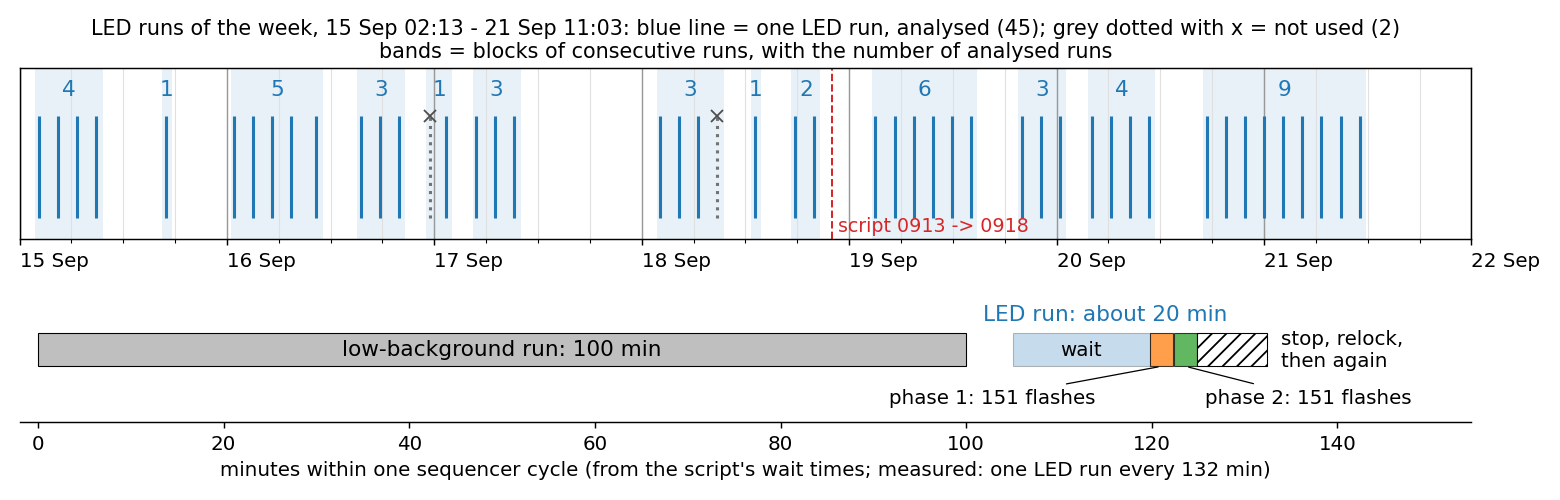 LED runs of the week, 15 Sep 02:13 - 21 Sep 11:03: blue line = one LED run, analysed (45); grey dotted with x = not used (2)
bands = blocks of consecutive runs, with the number of analysed runs
4 1 5 3 1 3 3 1 2 6 3 4 9
script 0913 -> 0918
15 Sep 16 Sep 17 Sep 18 Sep 19 Sep 20 Sep 21 Sep 22 Sep
LED run: about 20 min
low-background run: 100 min
wait
stop, relock,
then again
phase 1: 151 flashes
phase 2: 151 flashes
0 20 40 60 80 100 120 140
minutes within one sequencer cycle (from the script's wait times; measured: one LED run every 132 min)